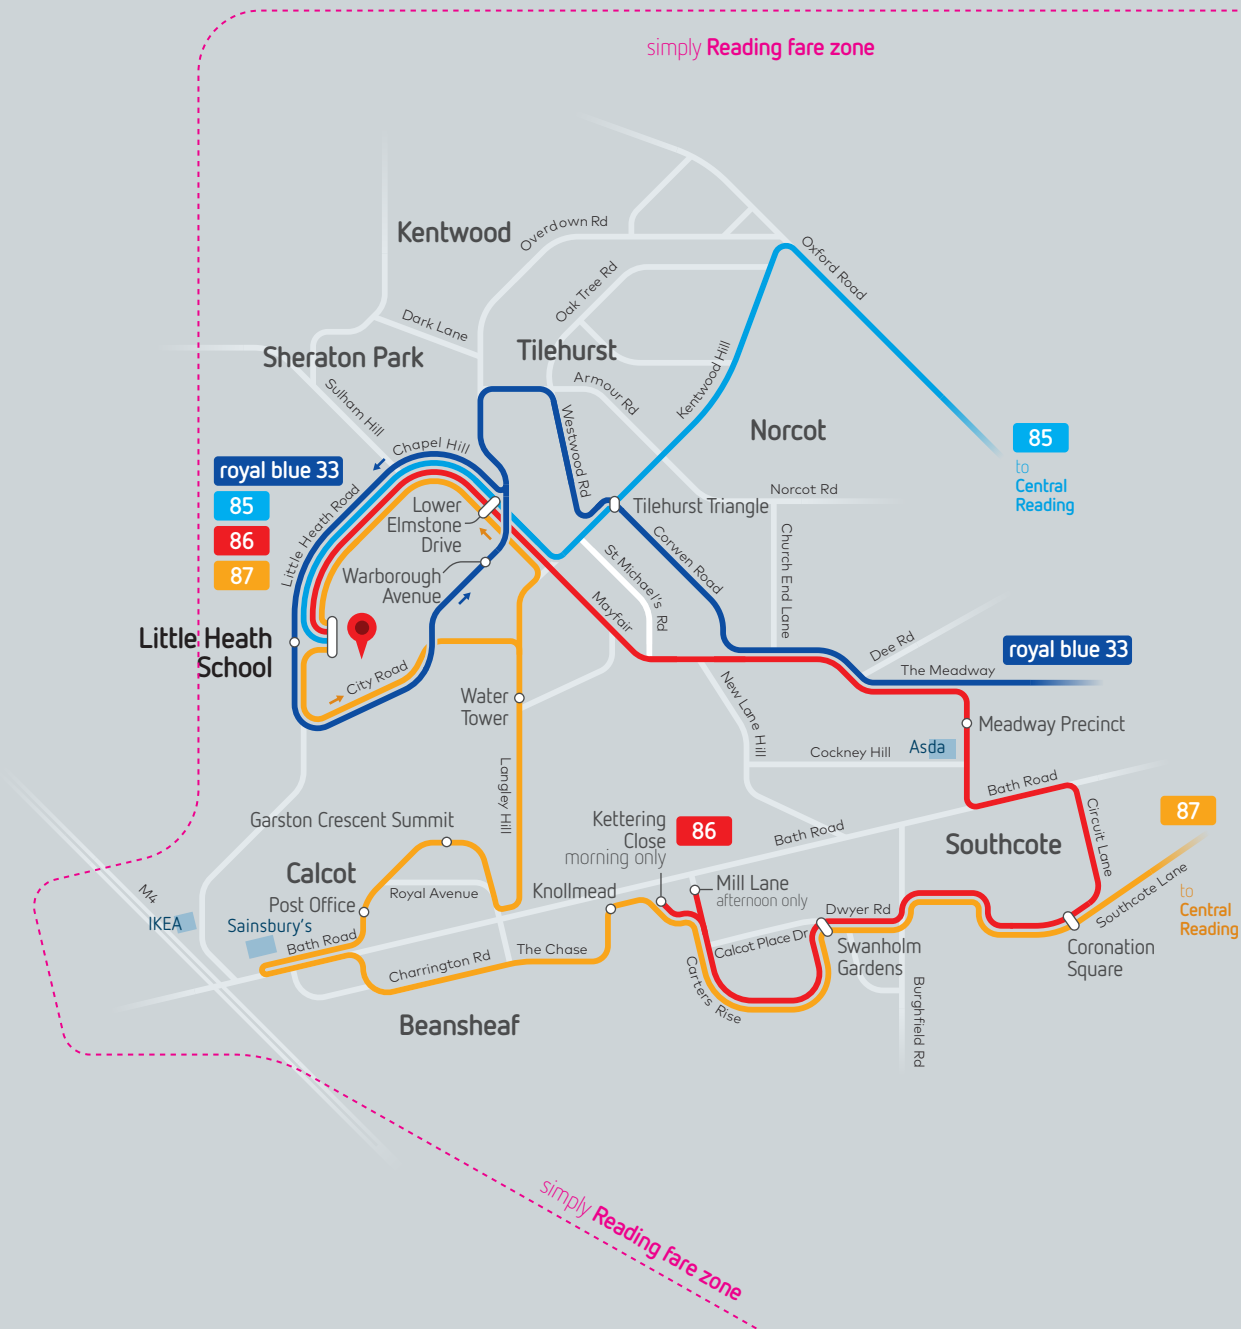 simply Reading fare zone
Kentwood
Overdown Rd
Oxford Road
Oak Tree Rd
Dark Lane
Tilehurst
Sheraton Park
Kentwood Hill
Armour Rd
Sulham Hill
Norcot
85
to
Central
Reading
Chapel Hill
Westwood Rd
royal blue 33
85
86
87
Little Heath Road
Lower
Elmstone
Drive
Tilehurst Triangle
Norcot Rd
Corwen Road
Church End Lane
St Michael's Rd
Warborough
Avenue
Mayfair
Little Heath
School
City Road
Dee Rd
royal blue 33
The Meadway
New Lane Hill
Water
Tower
Meadway Precinct
Asda
Cockney Hill
Langley Hill
Bath Road
Circuit Lane
87
Garston Crescent Summit
Kettering
Close
morning only
86
Bath Road
Southcote
Calcot
Royal Avenue
Knollmead
Mill Lane
afternoon only
Southcote Lane
to
Central
Reading
M4
Post Office
IKEA
Sainsbury's
Bath Road
Dwyer Rd
Calcot Place Dr
Swanholm
Gardens
Coronation
Square
The Chase
Charrington Rd
Carters Rise
Burghfield Rd
Beansheaf
simply Reading fare zone